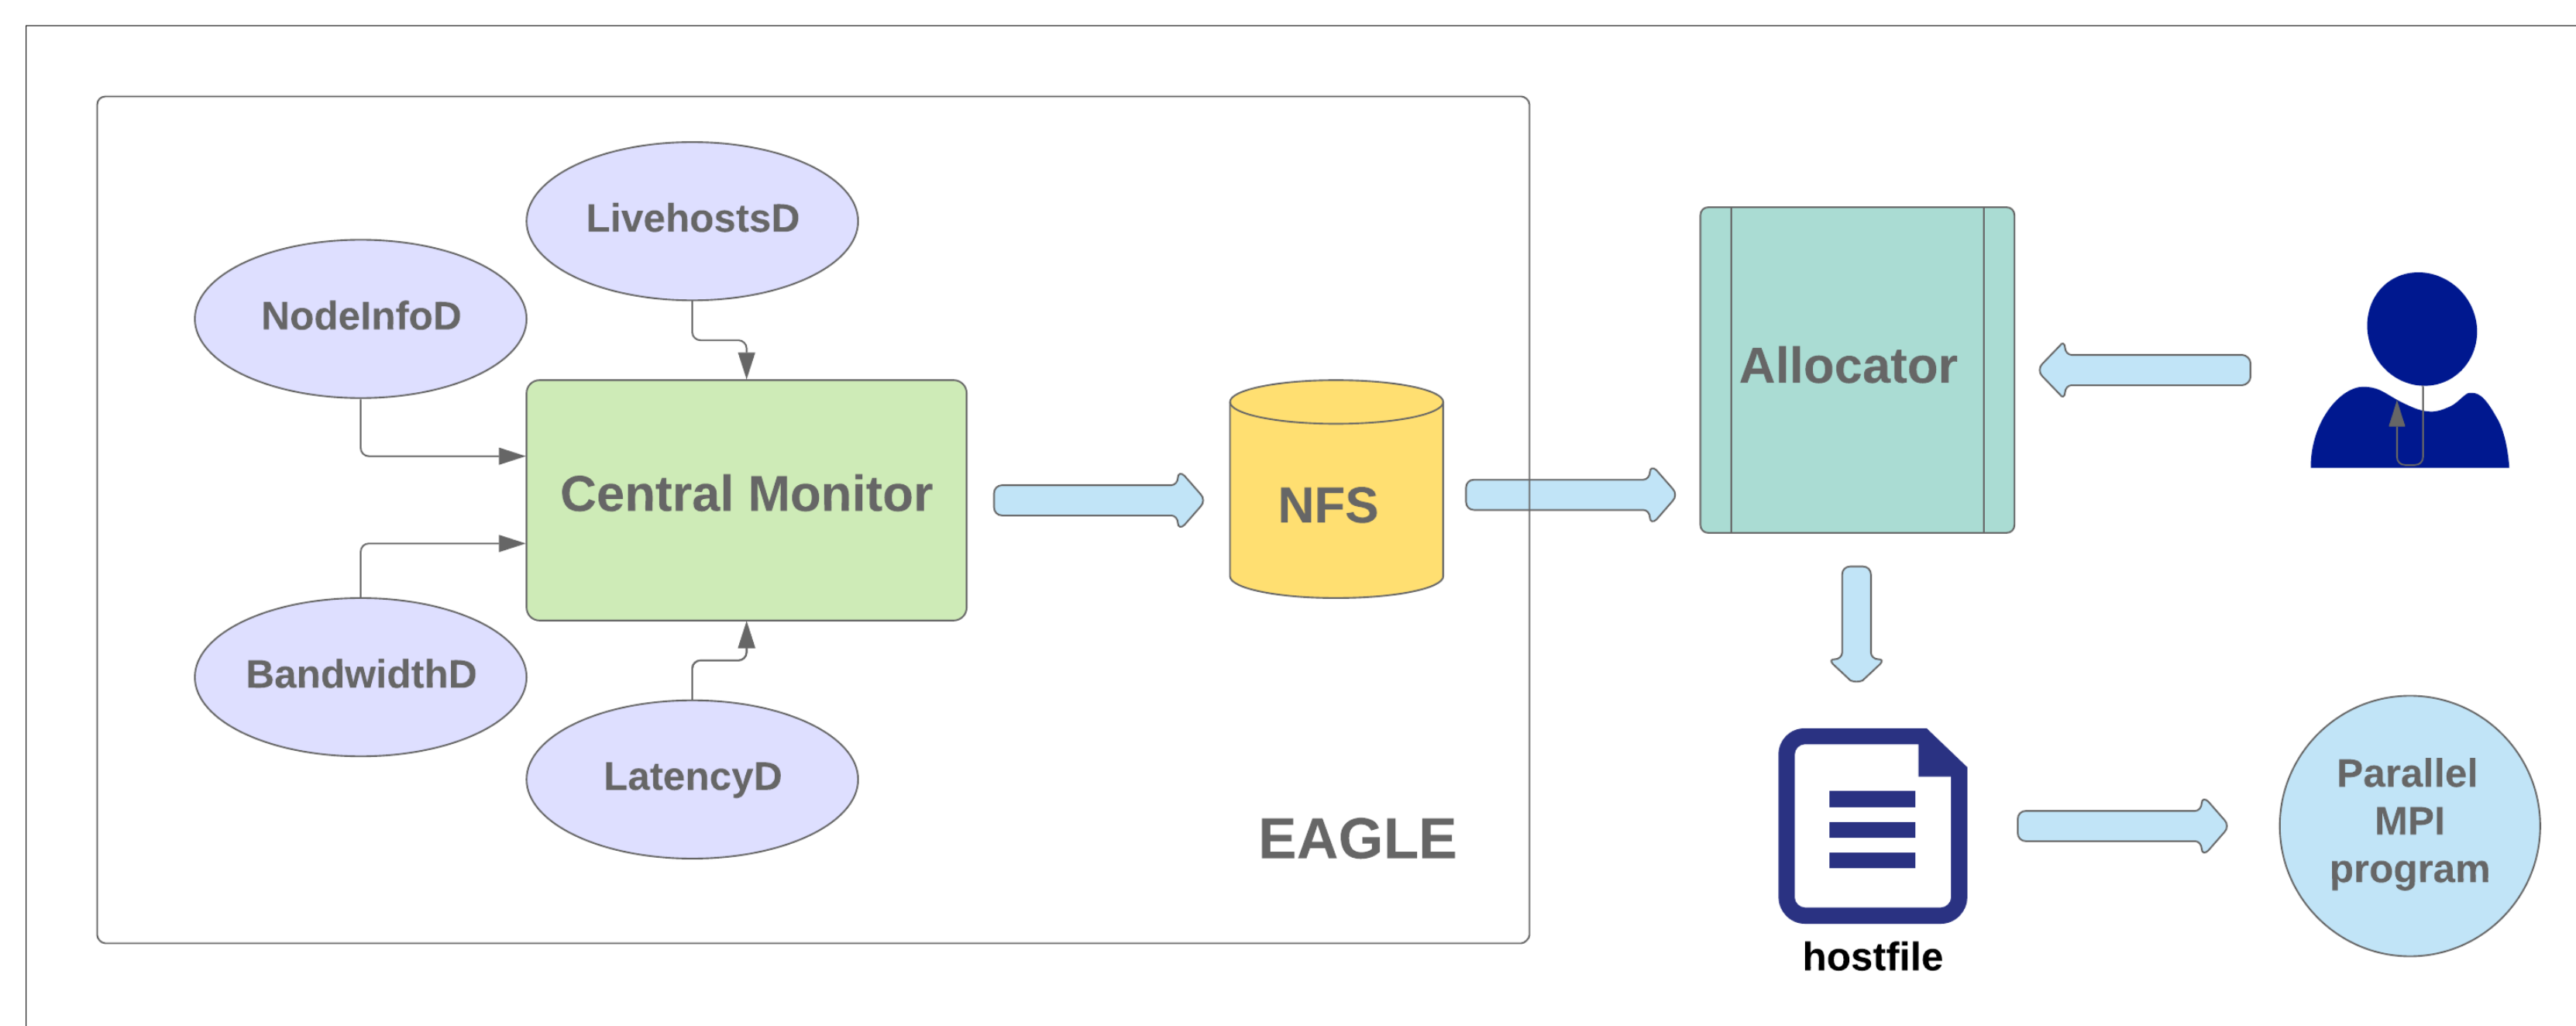 LivehostsD
NodeInfoD
Central Monitor
BandwidthD
LatencyD
NFS
EAGLE
Allocator
hostfile
Parallel
MPI
program